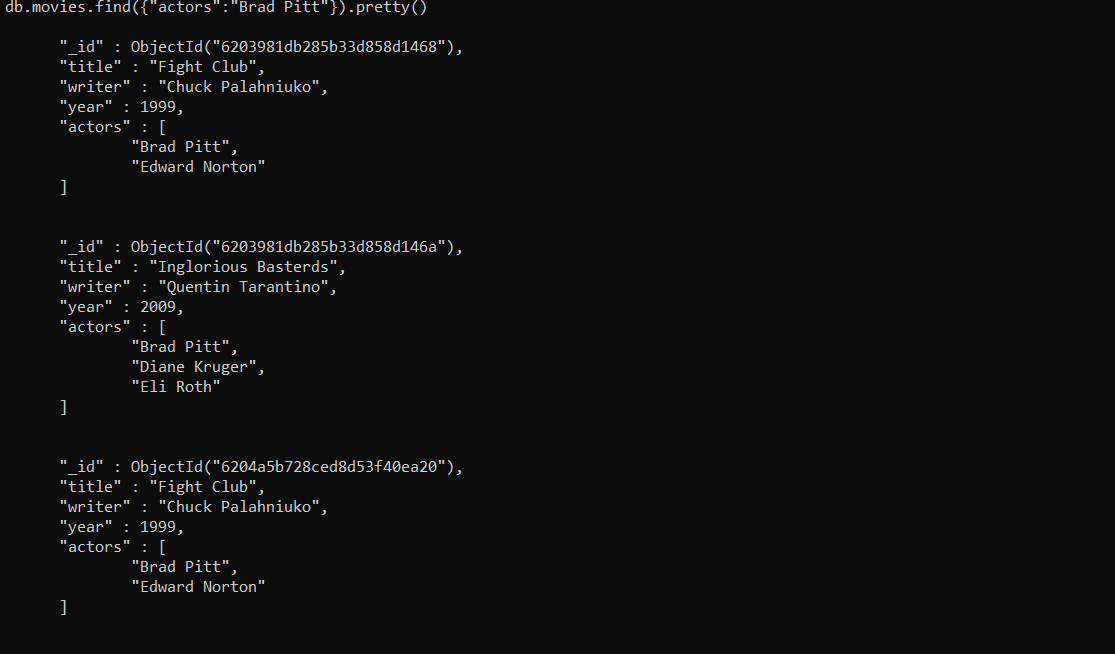 db.movies.find({"actors":"Brad Pitt"}).pretty()
"_id" : ObjectId("6203981db285b33d858d1468"),
"title" : "Fight Club",
"writer" : "Chuck Palahniuko",
"year" : 1999,
"actors" : [
"Brad Pitt",
"Edward Norton"
]
"_id" : ObjectId("6203981db285b33d858d146a"),
"title" : "Inglorious Basterds",
"writer" : "Quentin Tarantino",
"year" : 2009,
"actors" : [
"Brad Pitt",
"Diane Kruger",
"Eli Roth"
]
"_id" : ObjectId("6204a5b728ced8d53f40ea20"),
"title" : "Fight Club",
"writer" : "Chuck Palahniuko",
"year" : 1999,
"actors" : [
"Brad Pitt",
"Edward Norton"
]